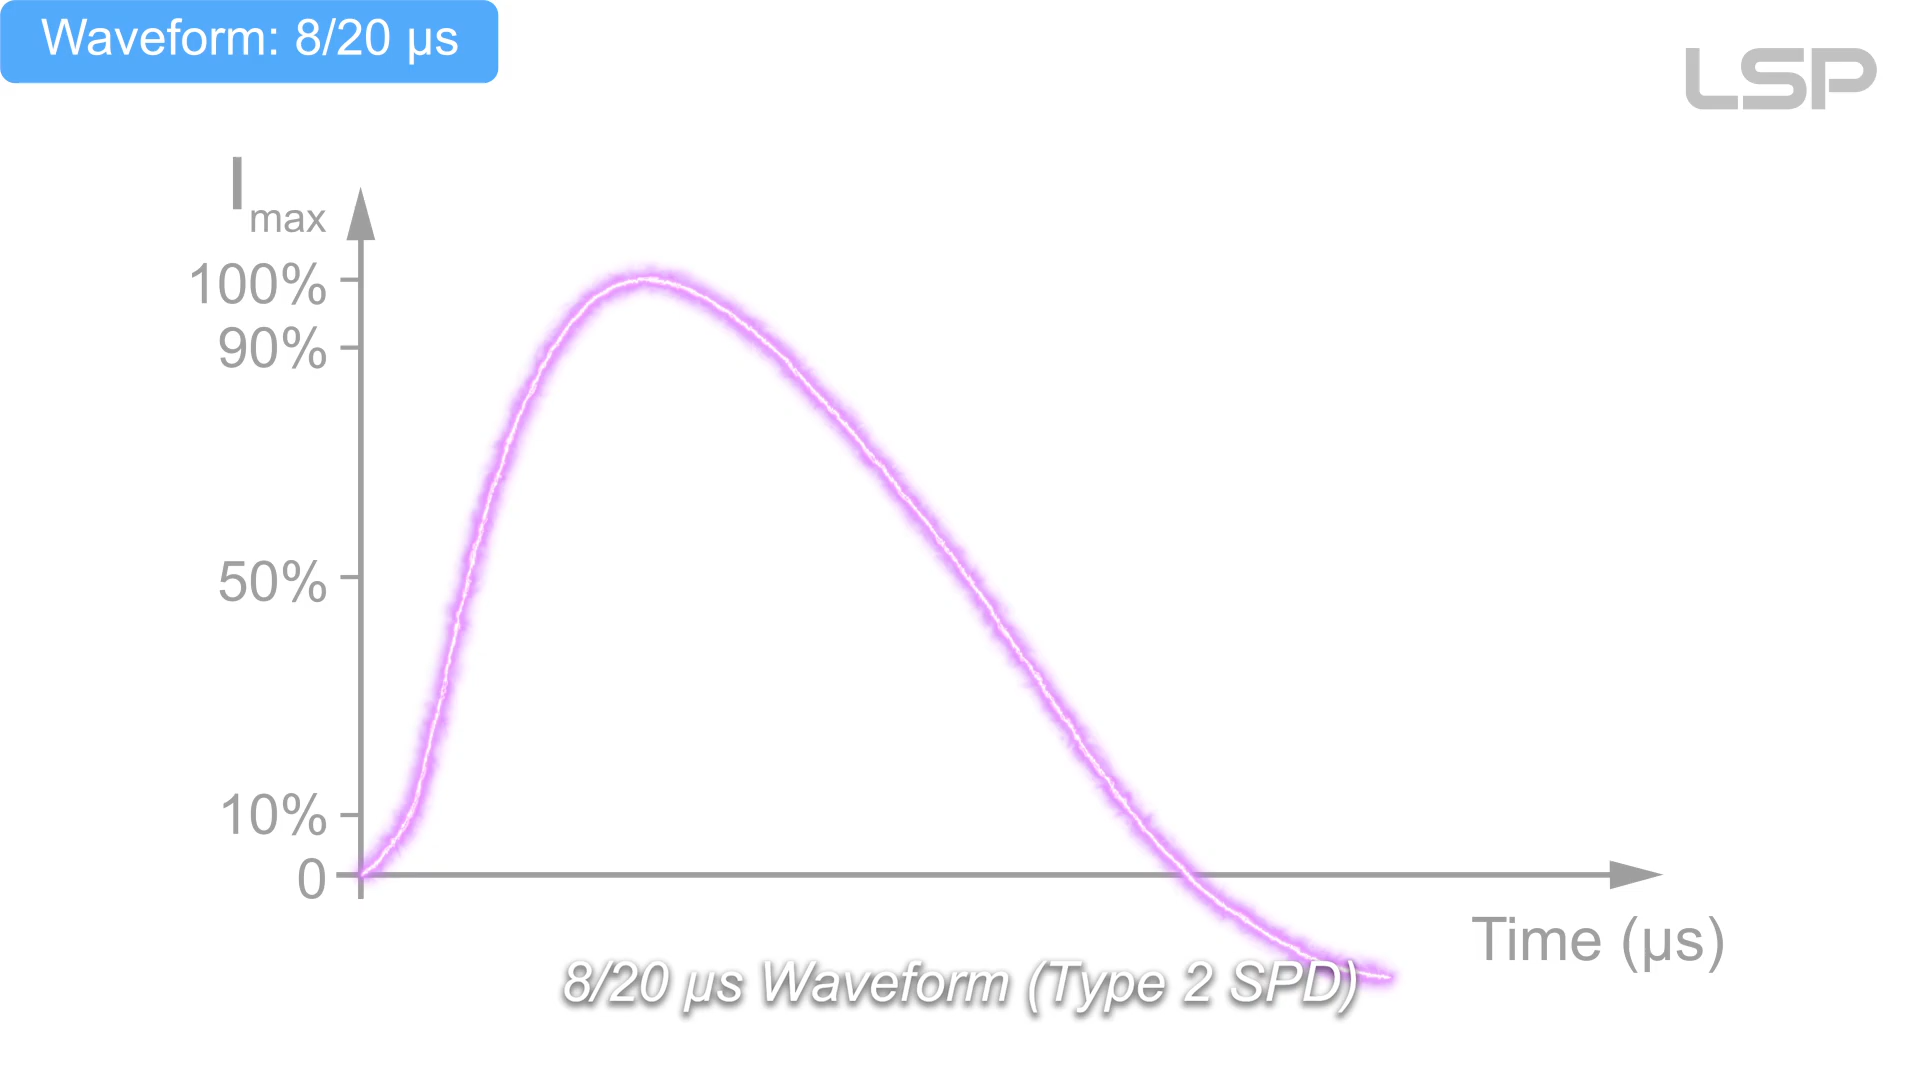 Waveform: 8/20 µs
LSP
Imax
100%
90%
50%
10%
0
Time (µs)
8/20 µs Waveform (Type 2 SPD)